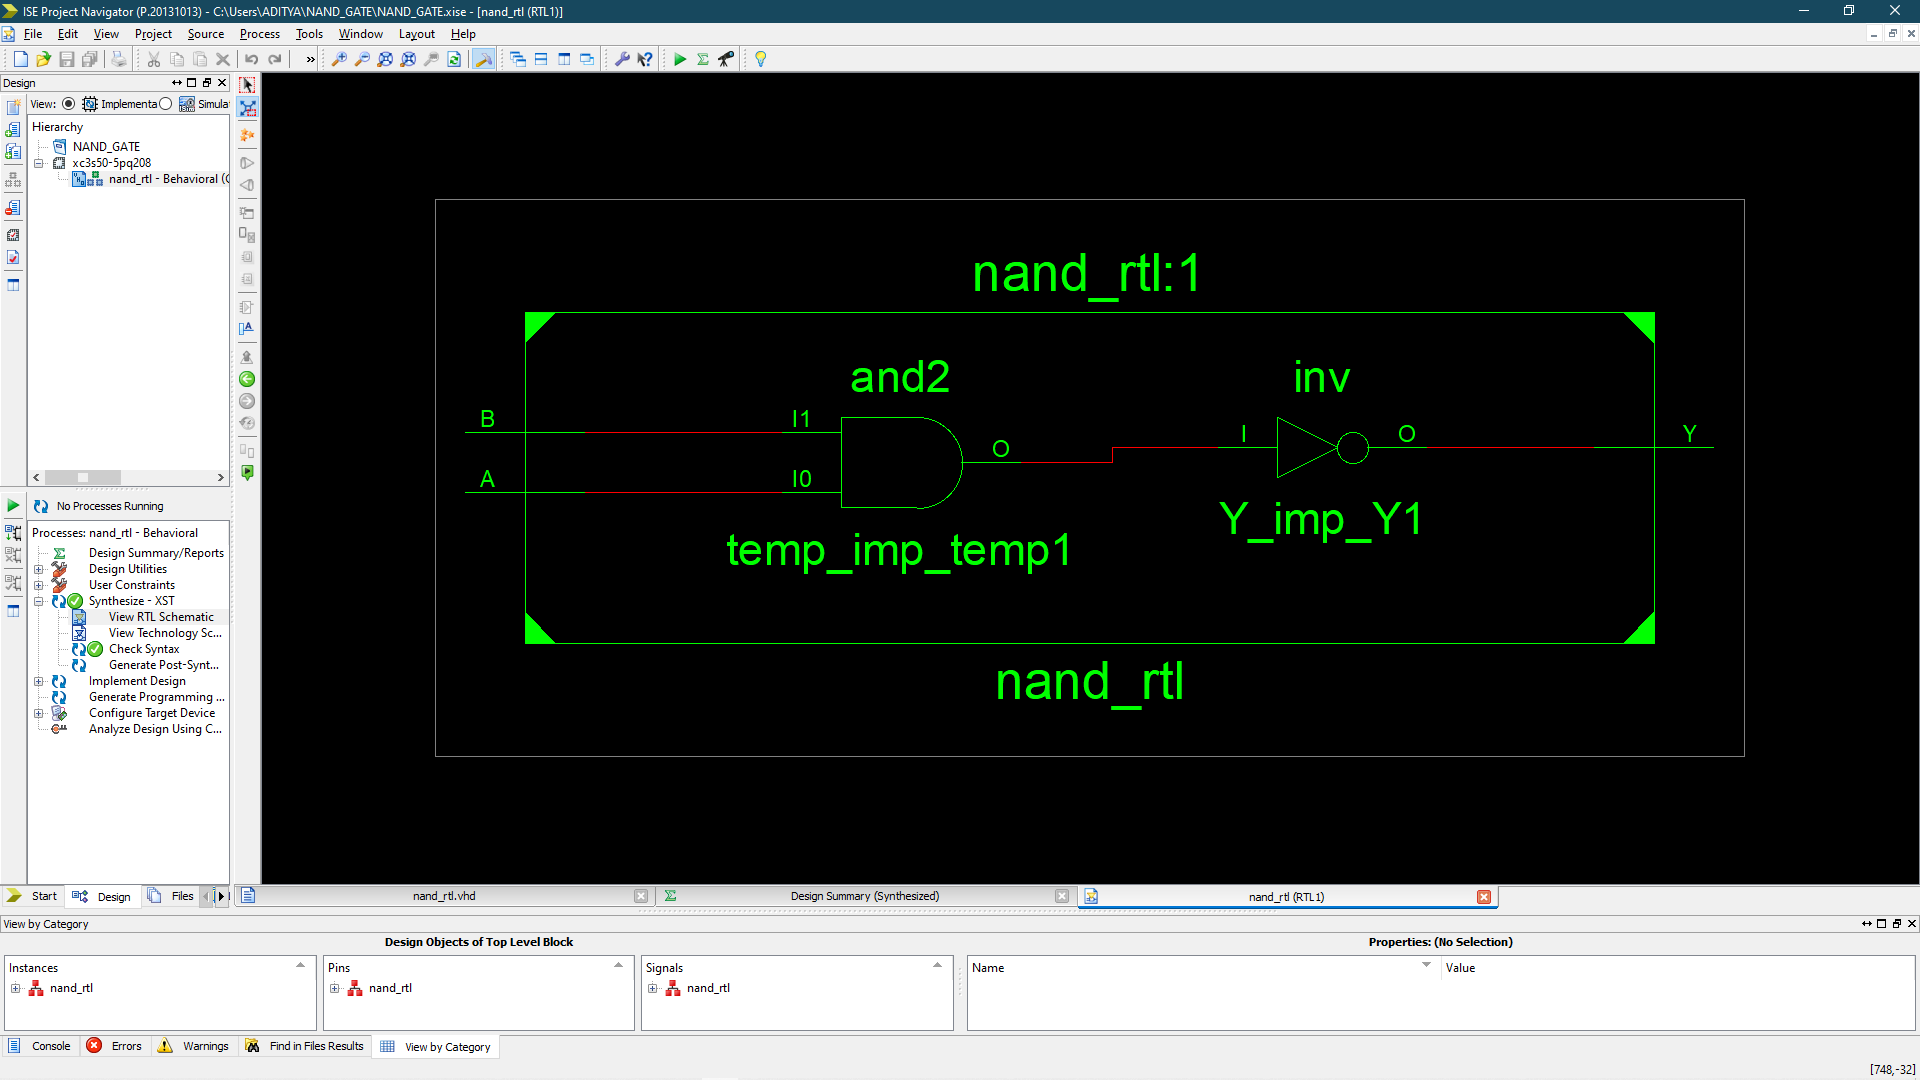 ISE Project Navigator (P.20131013) - C:\Users\ADITYA\NAND_GATE\NAND_GATE.xise - [nand_rtl (RTL1)]
File Edit View Project Source Process Tools Window Layout Help
Design
View: Implementa Simula
Hierarchy
NAND_GATE
xc3s50-5pq208
nand_rtl - Behavioral (
No Processes Running
Processes: nand_rtl - Behavioral
Design Summary/Reports
Design Utilities
User Constraints
Synthesize - XST
View RTL Schematic
View Technology Sc...
Check Syntax
Generate Post-Synt...
Implement Design
Generate Programming ...
Configure Target Device
Analyze Design Using C...
Start Design Files
nand_rtl:1
and2 inv
B I1
A I0
O
I O
Y
temp_imp_temp1
Y_imp_Y1
nand_rtl
nand_rtl.vhd Design Summary (Synthesized) nand_rtl (RTL1)
View by Category
Design Objects of Top Level Block Properties: (No Selection)
Instances Pins Signals Name Value
nand_rtl nand_rtl nand_rtl
Console Errors Warnings Find in Files Results View by Category
[748,-32]